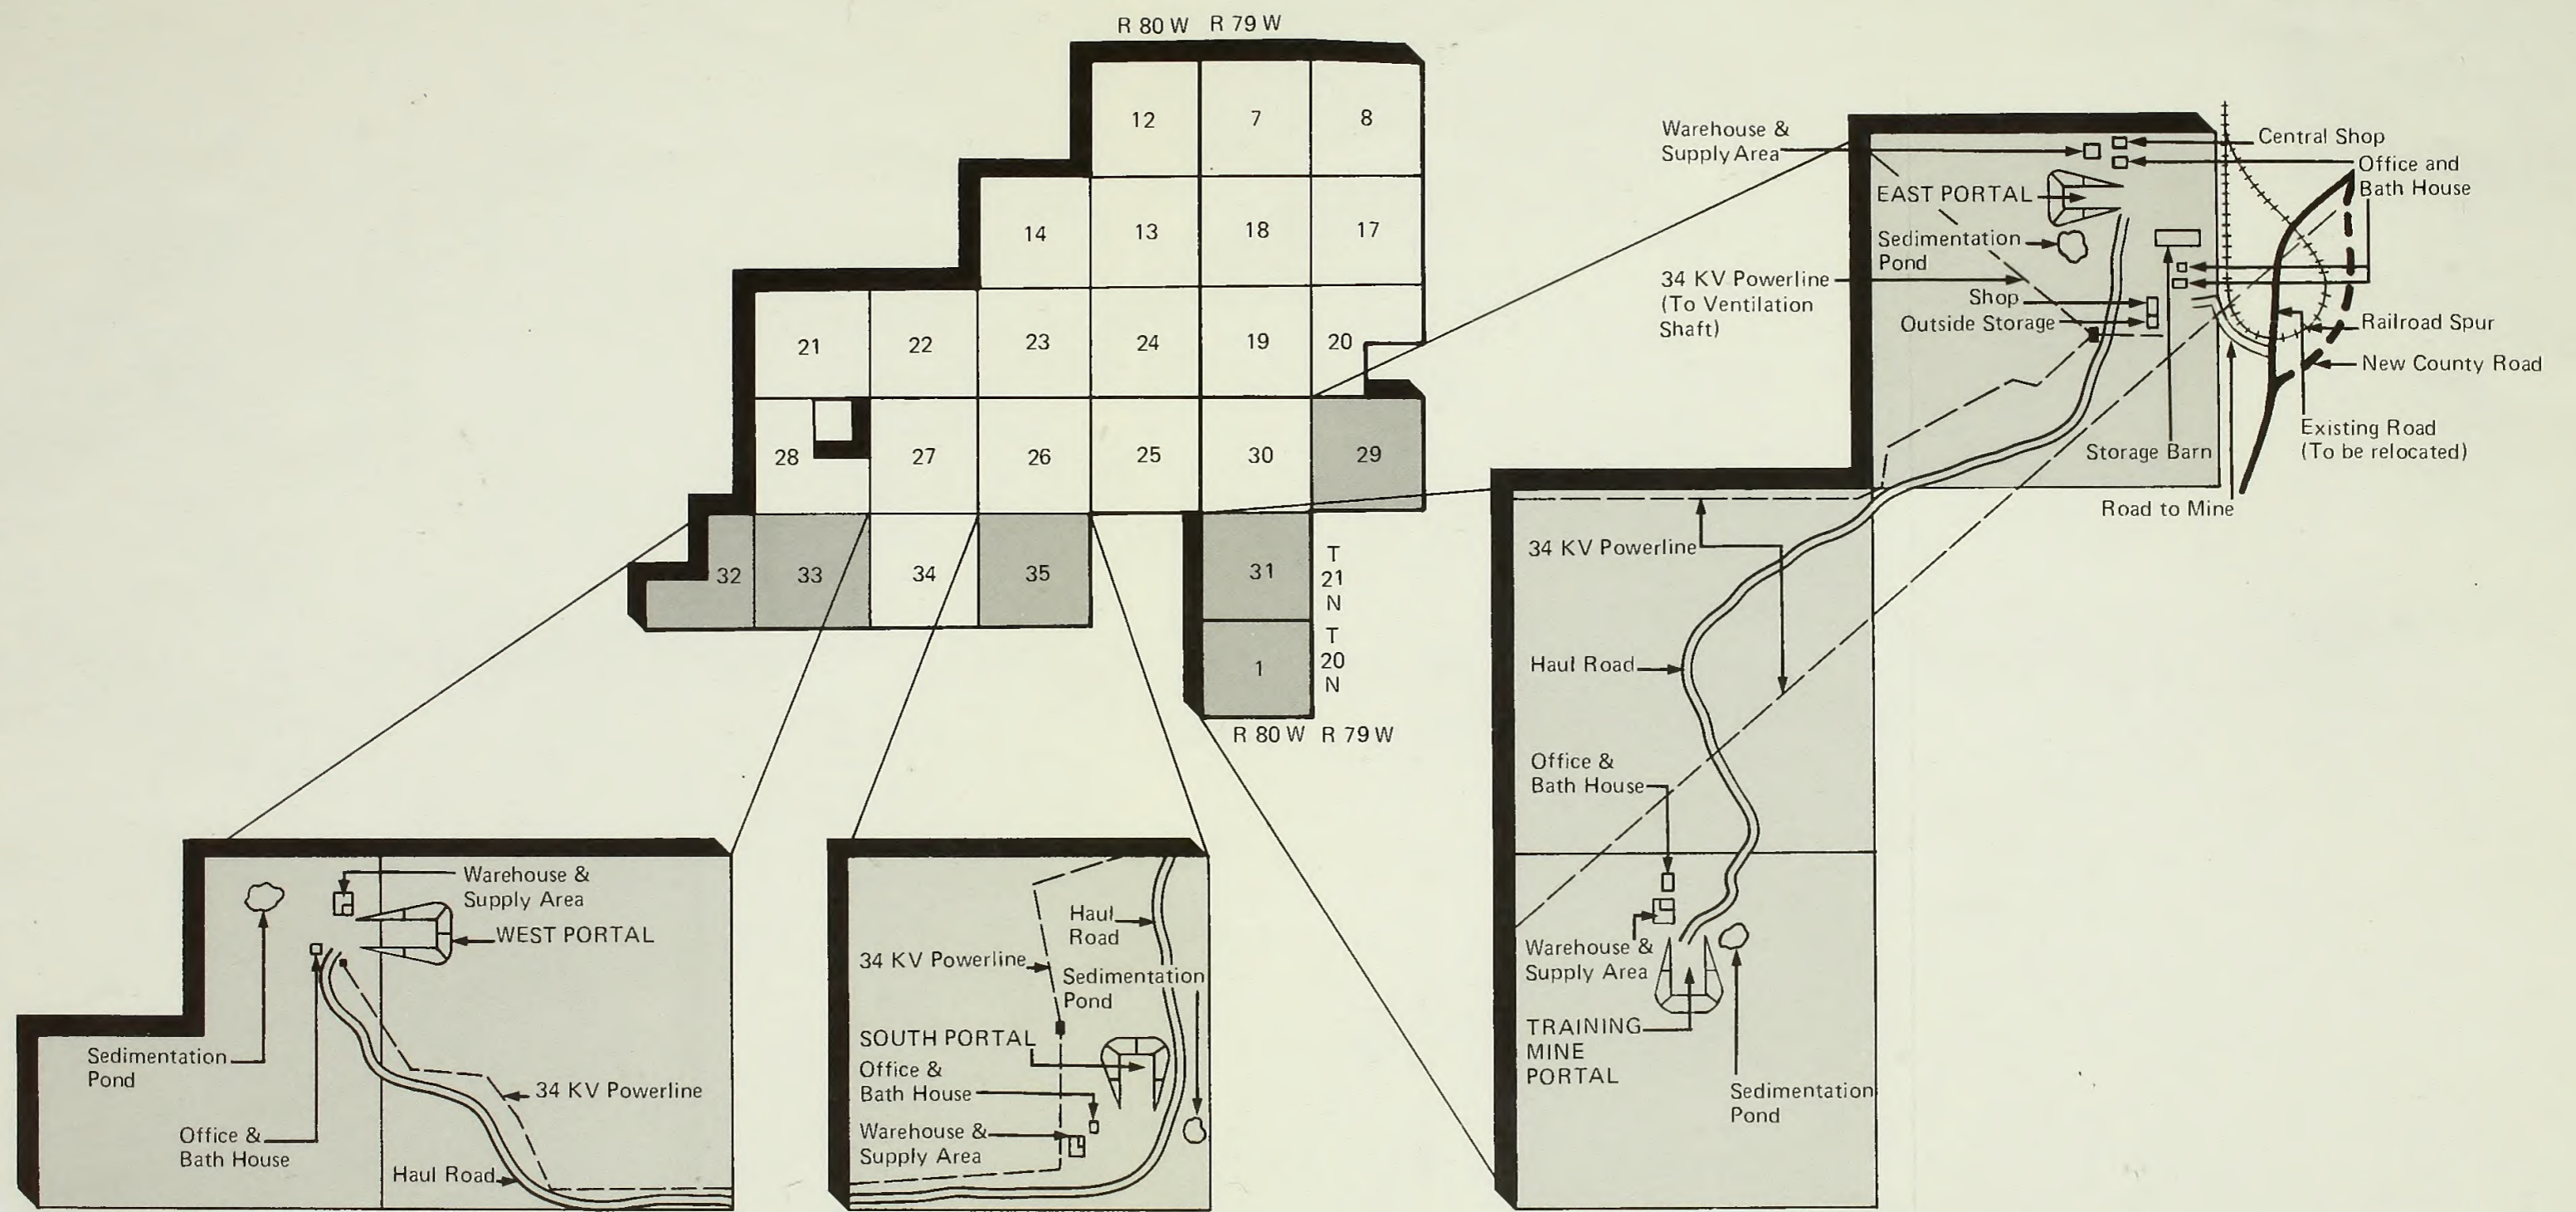 R 80 W R 79 W
12 7 8
14 13 18 17
21 22 23 24 19 20
28 27 26 25 30 29
32 33 34 35 31
T
21
N
1
T
20
N
R 80 W R 79 W
Warehouse &
Supply Area
Central Shop
Office and
Bath House
EAST PORTAL
Sedimentation
Pond
34 KV Powerline
(To Ventilation
Shaft)
Shop
Outside Storage
Railroad Spur
New County Road
Existing Road
(To be relocated)
Storage Barn
Road to Mine
34 KV Powerline
Haul Road
Office &
Bath House
Warehouse &
Supply Area
TRAINING
MINE
PORTAL
Sedimentation
Pond
Warehouse &
Supply Area
WEST PORTAL
Sedimentation
Pond
34 KV Powerline
Office &
Bath House
Haul Road
Haul
Road
34 KV Powerline
Sedimentation
Pond
SOUTH PORTAL
Office &
Bath House
Warehouse &
Supply Area